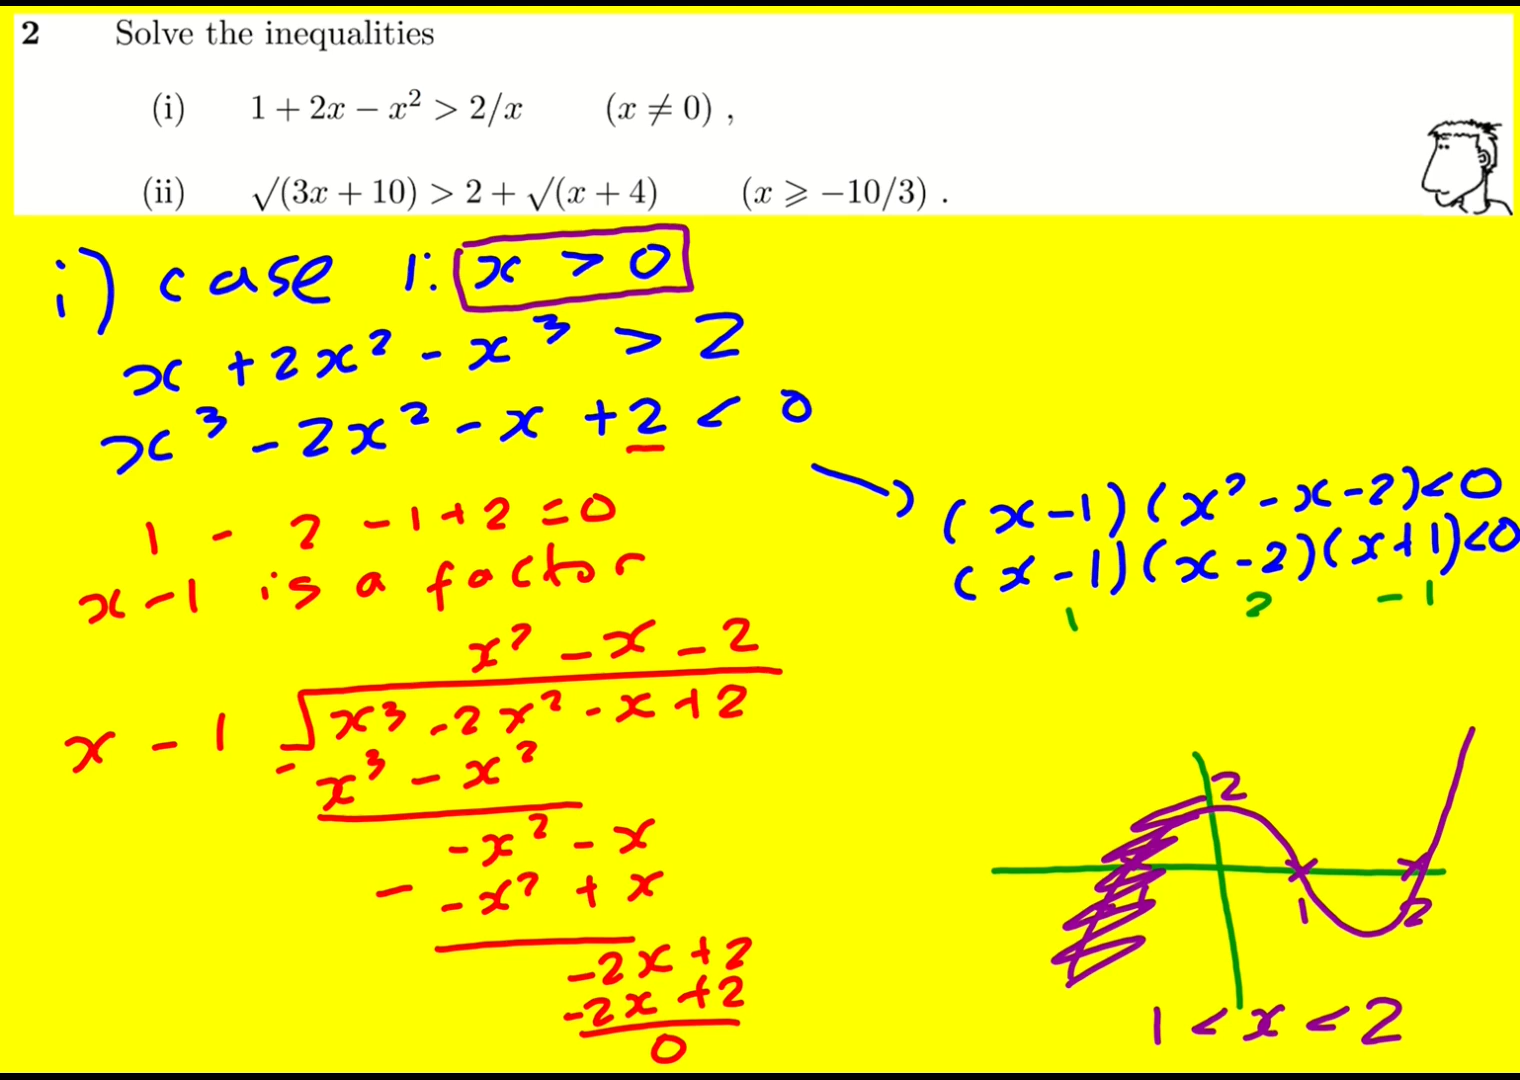 2 Solve the inequalities
(i) 1 + 2x − x² > 2/x (x ≠ 0) ,
(ii) √(3x + 10) > 2 + √(x + 4) (x ⩾ −10/3) .
i) case 1: x > 0
x + 2x² - x³ > 2
x³ - 2x² - x + 2 < 0
1 - 2 - 1 + 2 = 0
x - 1 is a factor
x² - x - 2
x - 1 x³ - 2x² - x + 2
- x³ - x²
-x² - x
- -x² + x
-2x + 2
-2x + 2
0
(x-1)(x²-x-2)<0
(x-1)(x-2)(x+1)<0
1 2 -1
2
1 2
1 < x < 2